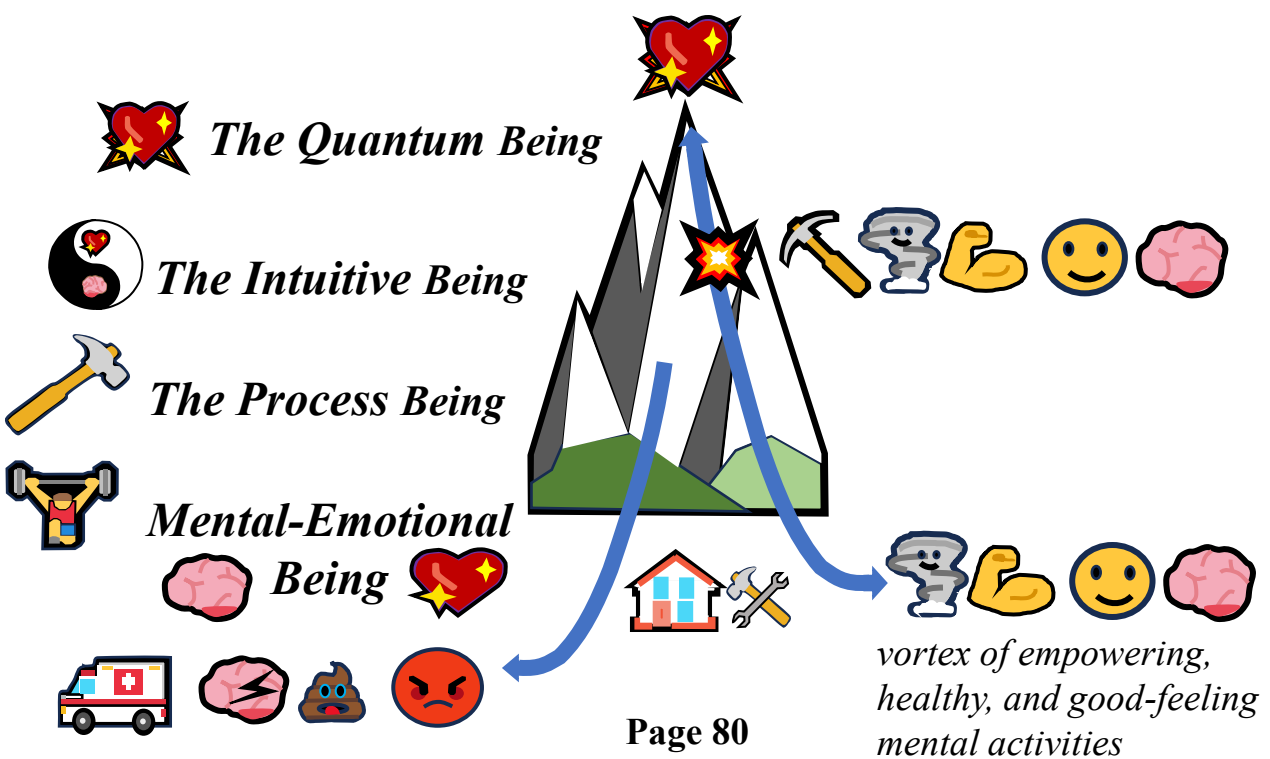 The Quantum Being
The Intuitive Being
The Process Being
Mental-Emotional
Being
vortex of empowering,
healthy, and good-feeling
mental activities
Page 80